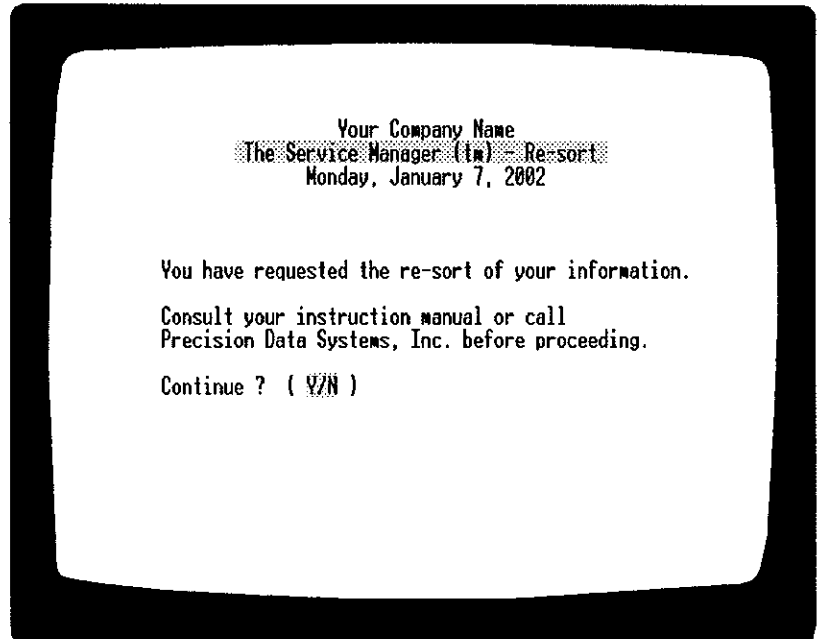 Your Company Name
The Service Manager (tm) - Re-sort
Monday, January 7, 2002
You have requested the re-sort of your information.
Consult your instruction manual or call
Precision Data Systems, Inc. before proceeding.
Continue ? ( Y/N )